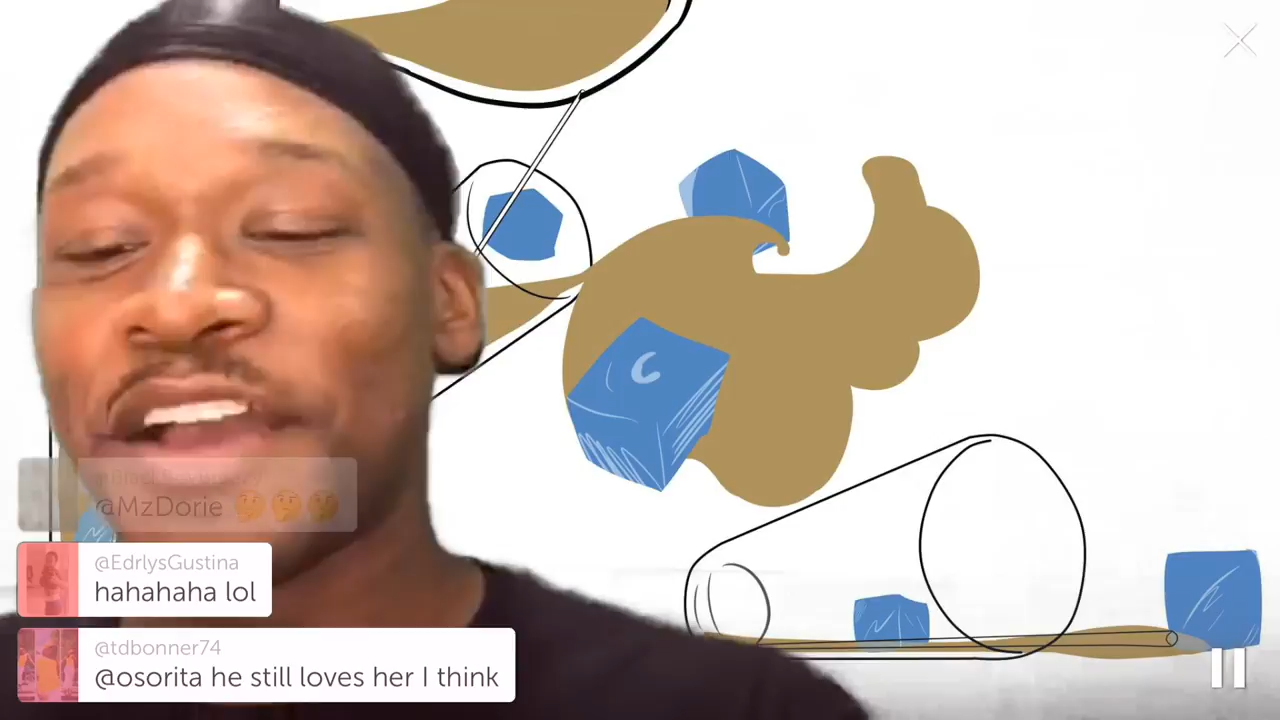 @MzDorie 🤔🤔🤔
@EdrlysGustina
hahahaha lol
@tdbonner74
@osorita he still loves her I think